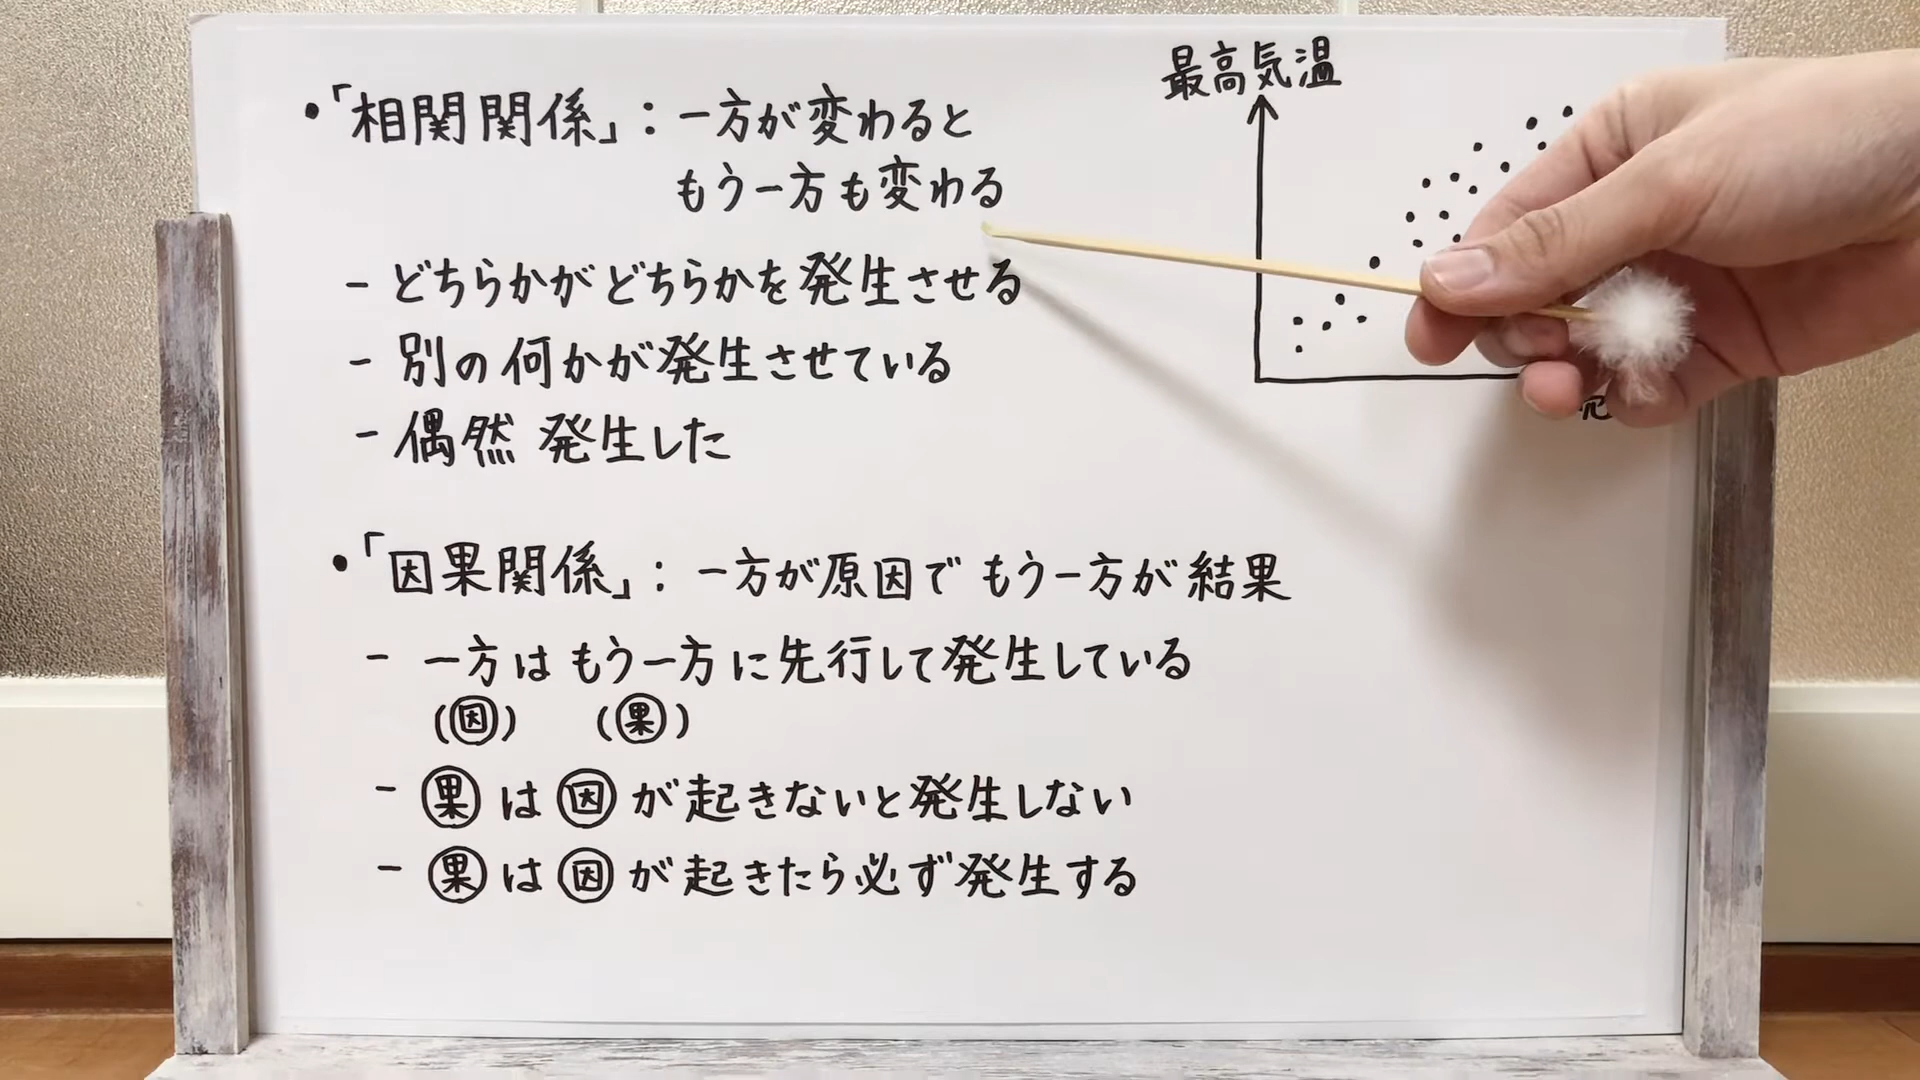 ・「相関関係」：一方が変わると
もう一方も変わる
- どちらかがどちらかを発生させる
- 別の何かが発生させている
- 偶然発生した
・「因果関係」：一方が原因でもう一方が結果
- 一方はもう一方に先行して発生している
(因) (果)
- 果は因が起きないと発生しない
- 果は因が起きたら必ず発生する
最高気温